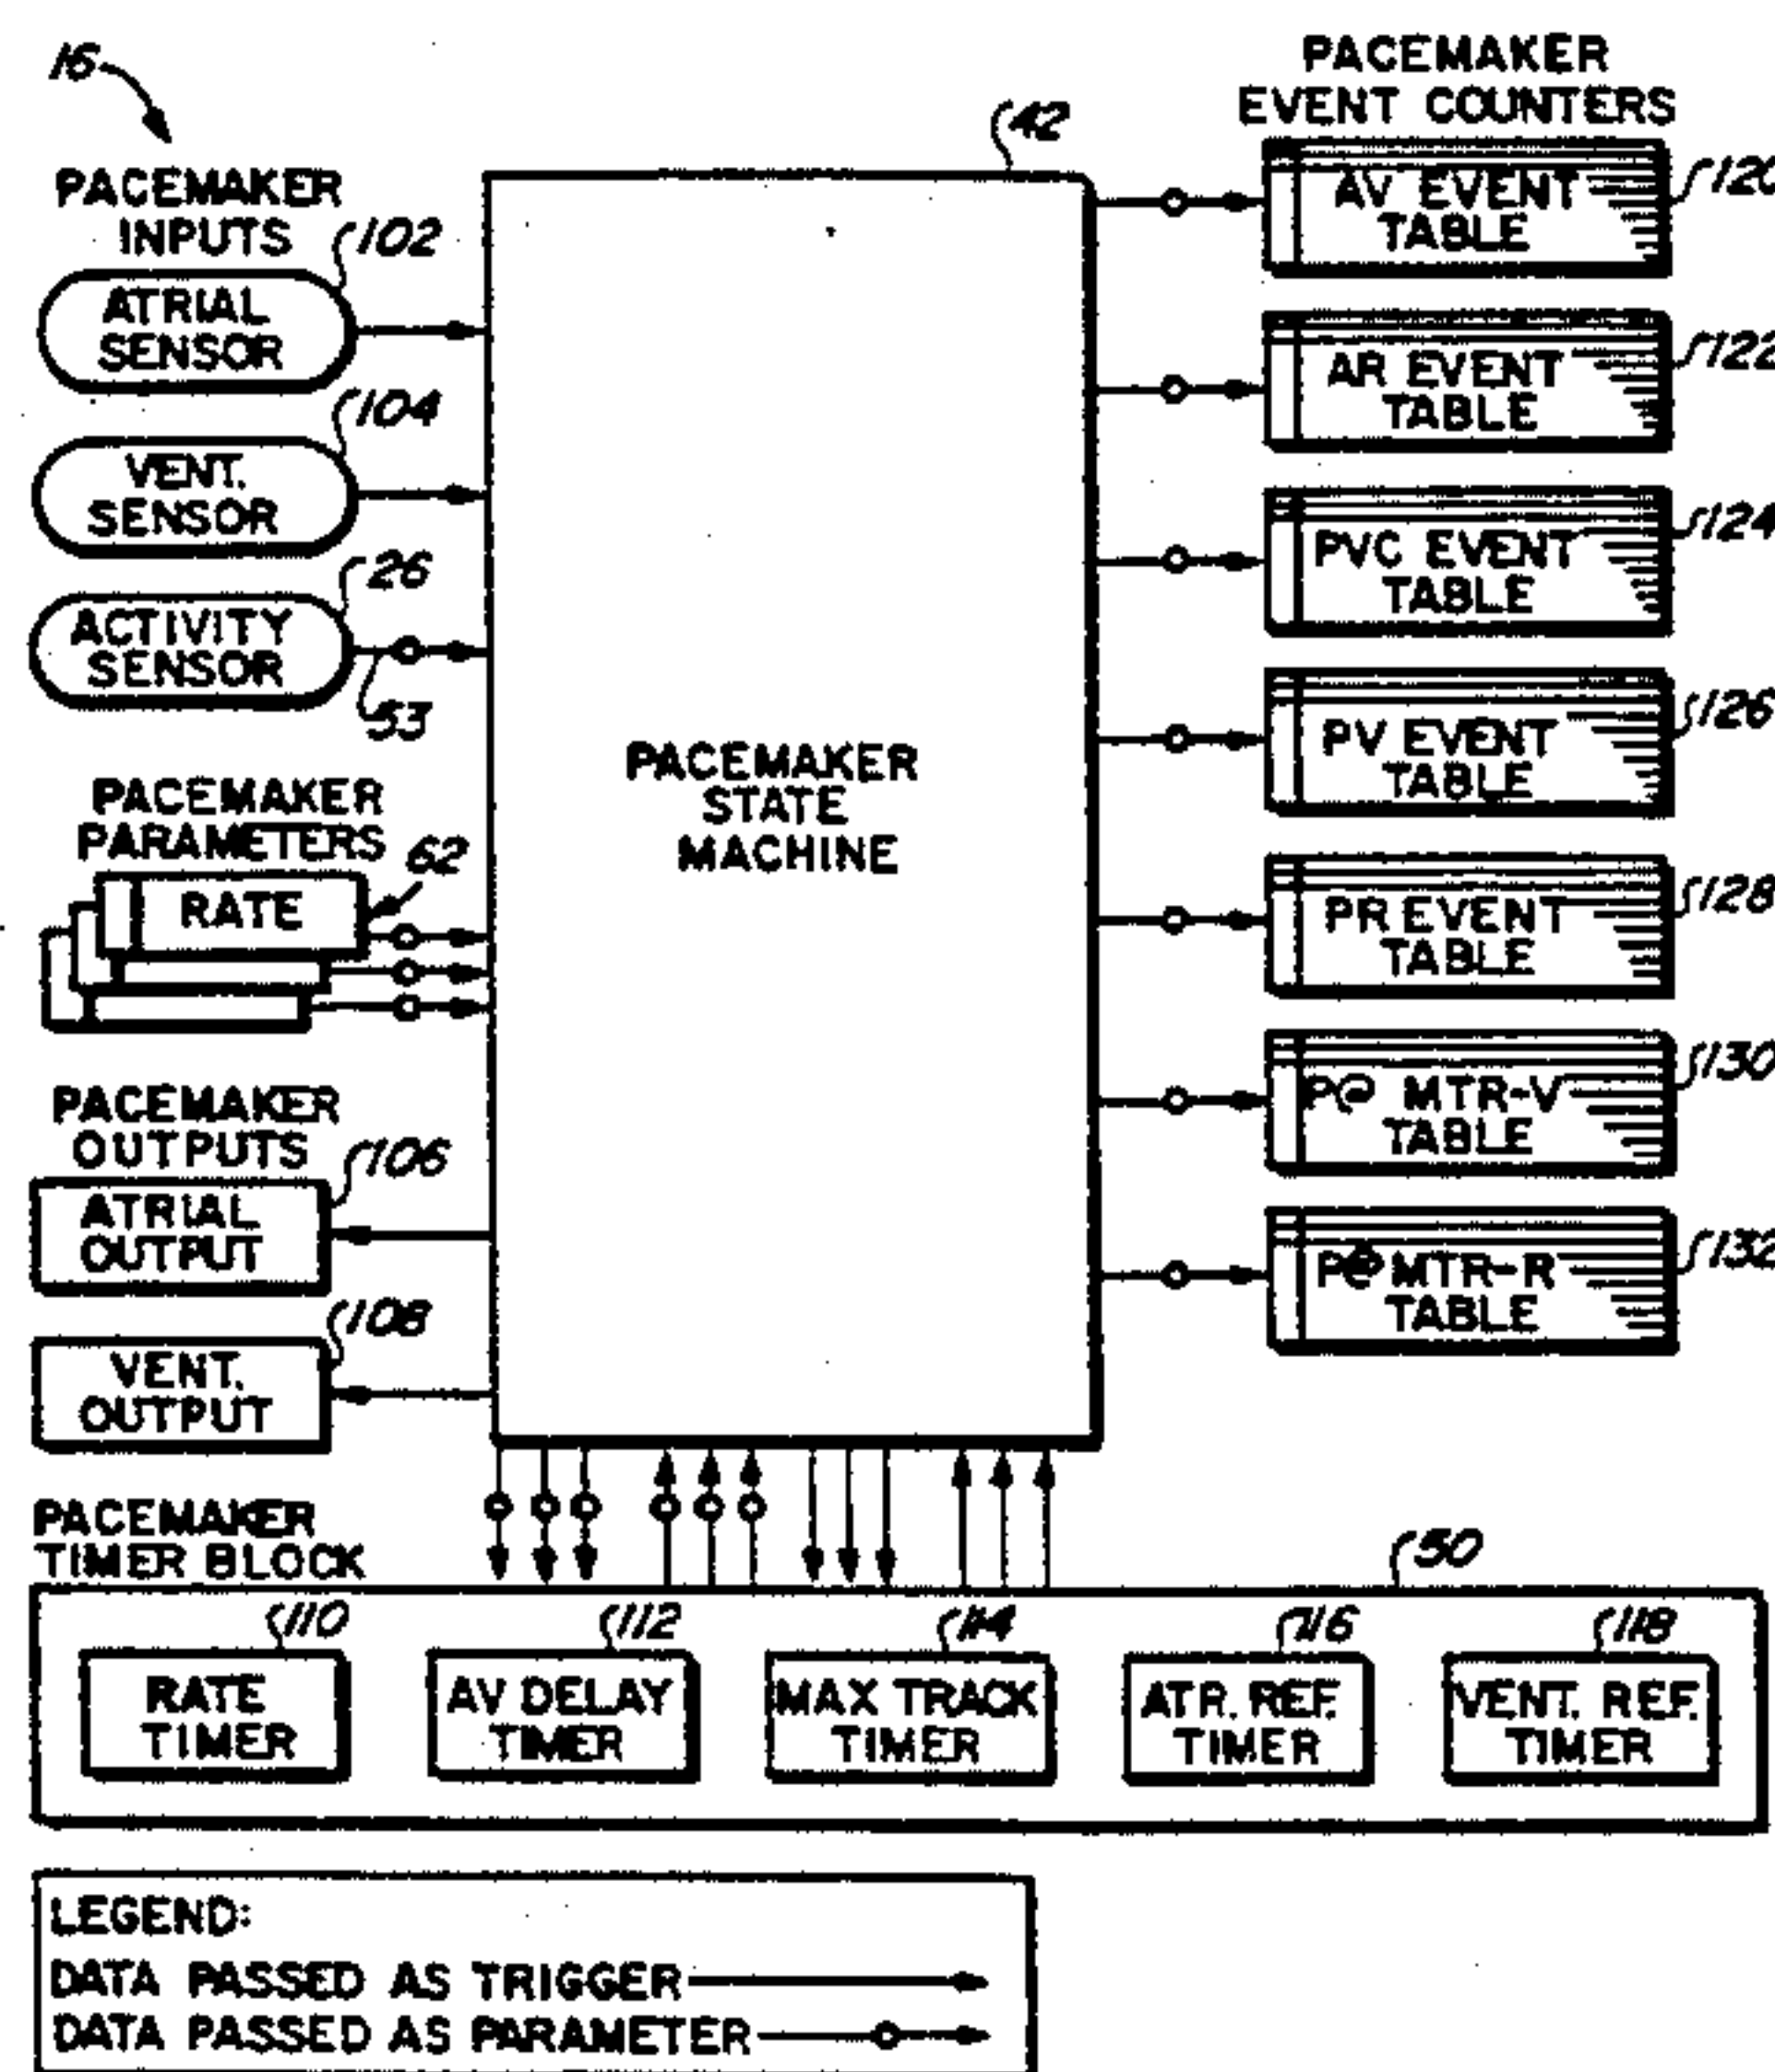 16
PACEMAKER
INPUTS
102
ATRIAL
SENSOR
104
VENT.
SENSOR
26
ACTIVITY
SENSOR
53
PACEMAKER
PARAMETERS
62
RATE
PACEMAKER
OUTPUTS
106
ATRIAL
OUTPUT
108
VENT.
OUTPUT
42
PACEMAKER
STATE
MACHINE
PACEMAKER
EVENT COUNTERS
AV EVENT
TABLE
120
AR EVENT
TABLE
122
PVC EVENT
TABLE
124
PV EVENT
TABLE
126
PR EVENT
TABLE
128
P@ MTR-V
TABLE
130
P@ MTR-R
TABLE
132
PACEMAKER
TIMER BLOCK
50
110
RATE
TIMER
112
AV DELAY
TIMER
114
MAX TRACK
TIMER
116
ATR. REF.
TIMER
118
VENT. REF.
TIMER
LEGEND:
DATA PASSED AS TRIGGER
DATA PASSED AS PARAMETER